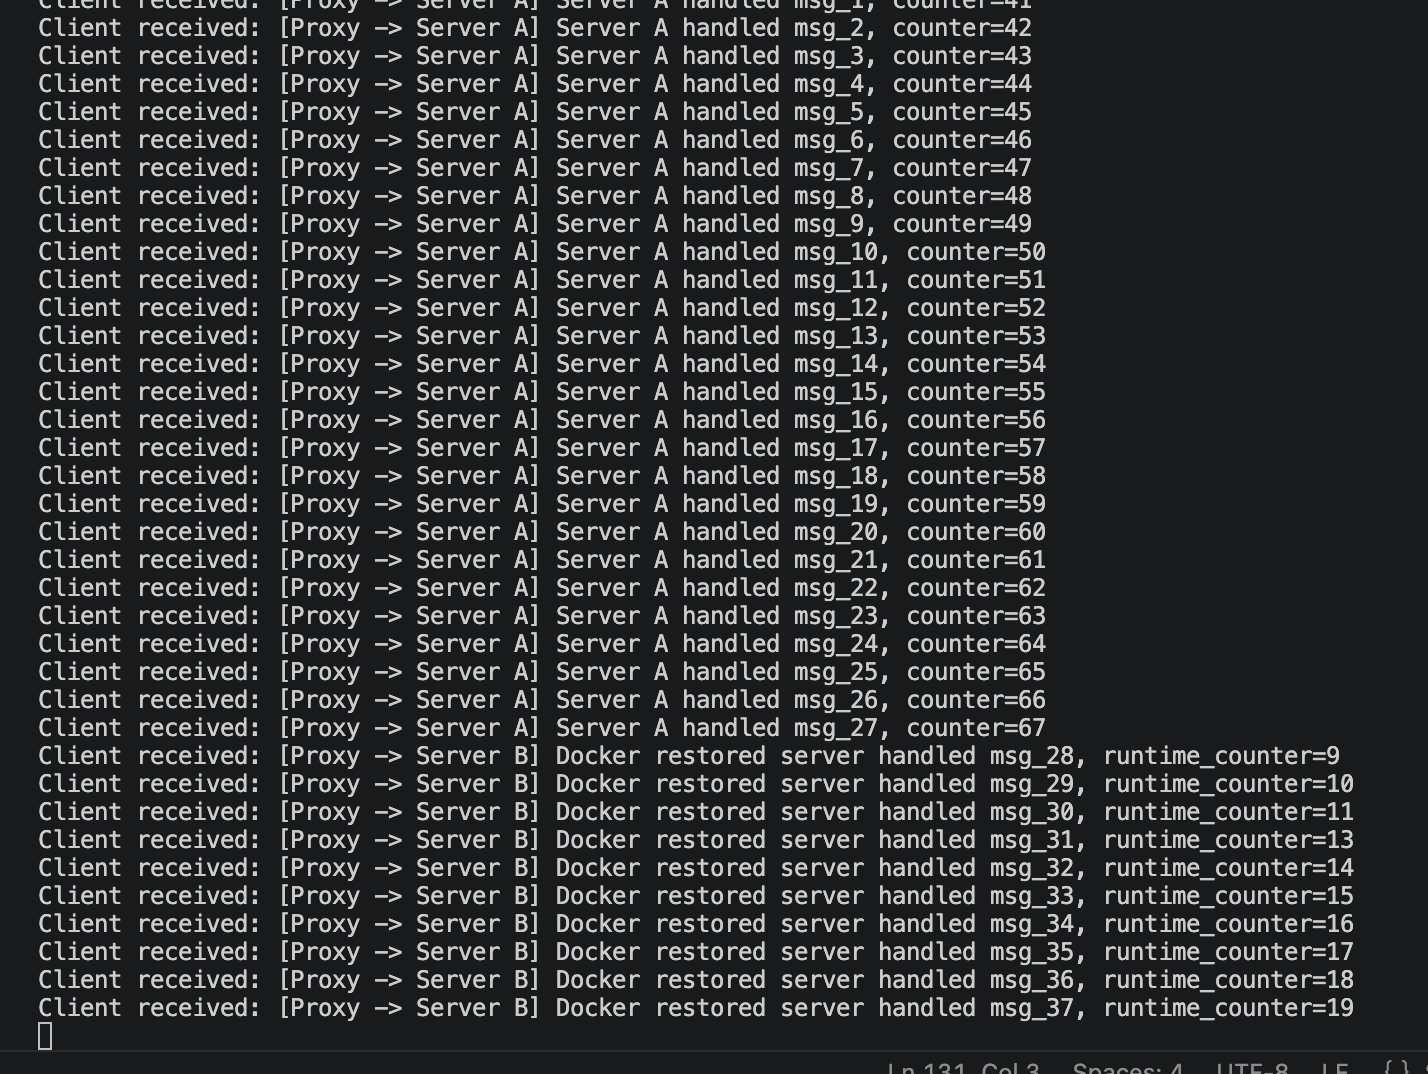 Client received: [Proxy -> Server A] Server A handled msg_1, counter=41
Client received: [Proxy -> Server A] Server A handled msg_2, counter=42
Client received: [Proxy -> Server A] Server A handled msg_3, counter=43
Client received: [Proxy -> Server A] Server A handled msg_4, counter=44
Client received: [Proxy -> Server A] Server A handled msg_5, counter=45
Client received: [Proxy -> Server A] Server A handled msg_6, counter=46
Client received: [Proxy -> Server A] Server A handled msg_7, counter=47
Client received: [Proxy -> Server A] Server A handled msg_8, counter=48
Client received: [Proxy -> Server A] Server A handled msg_9, counter=49
Client received: [Proxy -> Server A] Server A handled msg_10, counter=50
Client received: [Proxy -> Server A] Server A handled msg_11, counter=51
Client received: [Proxy -> Server A] Server A handled msg_12, counter=52
Client received: [Proxy -> Server A] Server A handled msg_13, counter=53
Client received: [Proxy -> Server A] Server A handled msg_14, counter=54
Client received: [Proxy -> Server A] Server A handled msg_15, counter=55
Client received: [Proxy -> Server A] Server A handled msg_16, counter=56
Client received: [Proxy -> Server A] Server A handled msg_17, counter=57
Client received: [Proxy -> Server A] Server A handled msg_18, counter=58
Client received: [Proxy -> Server A] Server A handled msg_19, counter=59
Client received: [Proxy -> Server A] Server A handled msg_20, counter=60
Client received: [Proxy -> Server A] Server A handled msg_21, counter=61
Client received: [Proxy -> Server A] Server A handled msg_22, counter=62
Client received: [Proxy -> Server A] Server A handled msg_23, counter=63
Client received: [Proxy -> Server A] Server A handled msg_24, counter=64
Client received: [Proxy -> Server A] Server A handled msg_25, counter=65
Client received: [Proxy -> Server A] Server A handled msg_26, counter=66
Client received: [Proxy -> Server A] Server A handled msg_27, counter=67
Client received: [Proxy -> Server B] Docker restored server handled msg_28, runtime_counter=9
Client received: [Proxy -> Server B] Docker restored server handled msg_29, runtime_counter=10
Client received: [Proxy -> Server B] Docker restored server handled msg_30, runtime_counter=11
Client received: [Proxy -> Server B] Docker restored server handled msg_31, runtime_counter=13
Client received: [Proxy -> Server B] Docker restored server handled msg_32, runtime_counter=14
Client received: [Proxy -> Server B] Docker restored server handled msg_33, runtime_counter=15
Client received: [Proxy -> Server B] Docker restored server handled msg_34, runtime_counter=16
Client received: [Proxy -> Server B] Docker restored server handled msg_35, runtime_counter=17
Client received: [Proxy -> Server B] Docker restored server handled msg_36, runtime_counter=18
Client received: [Proxy -> Server B] Docker restored server handled msg_37, runtime_counter=19
Ln 131, Col 3 Spaces: 4 UTF-8 LF { }